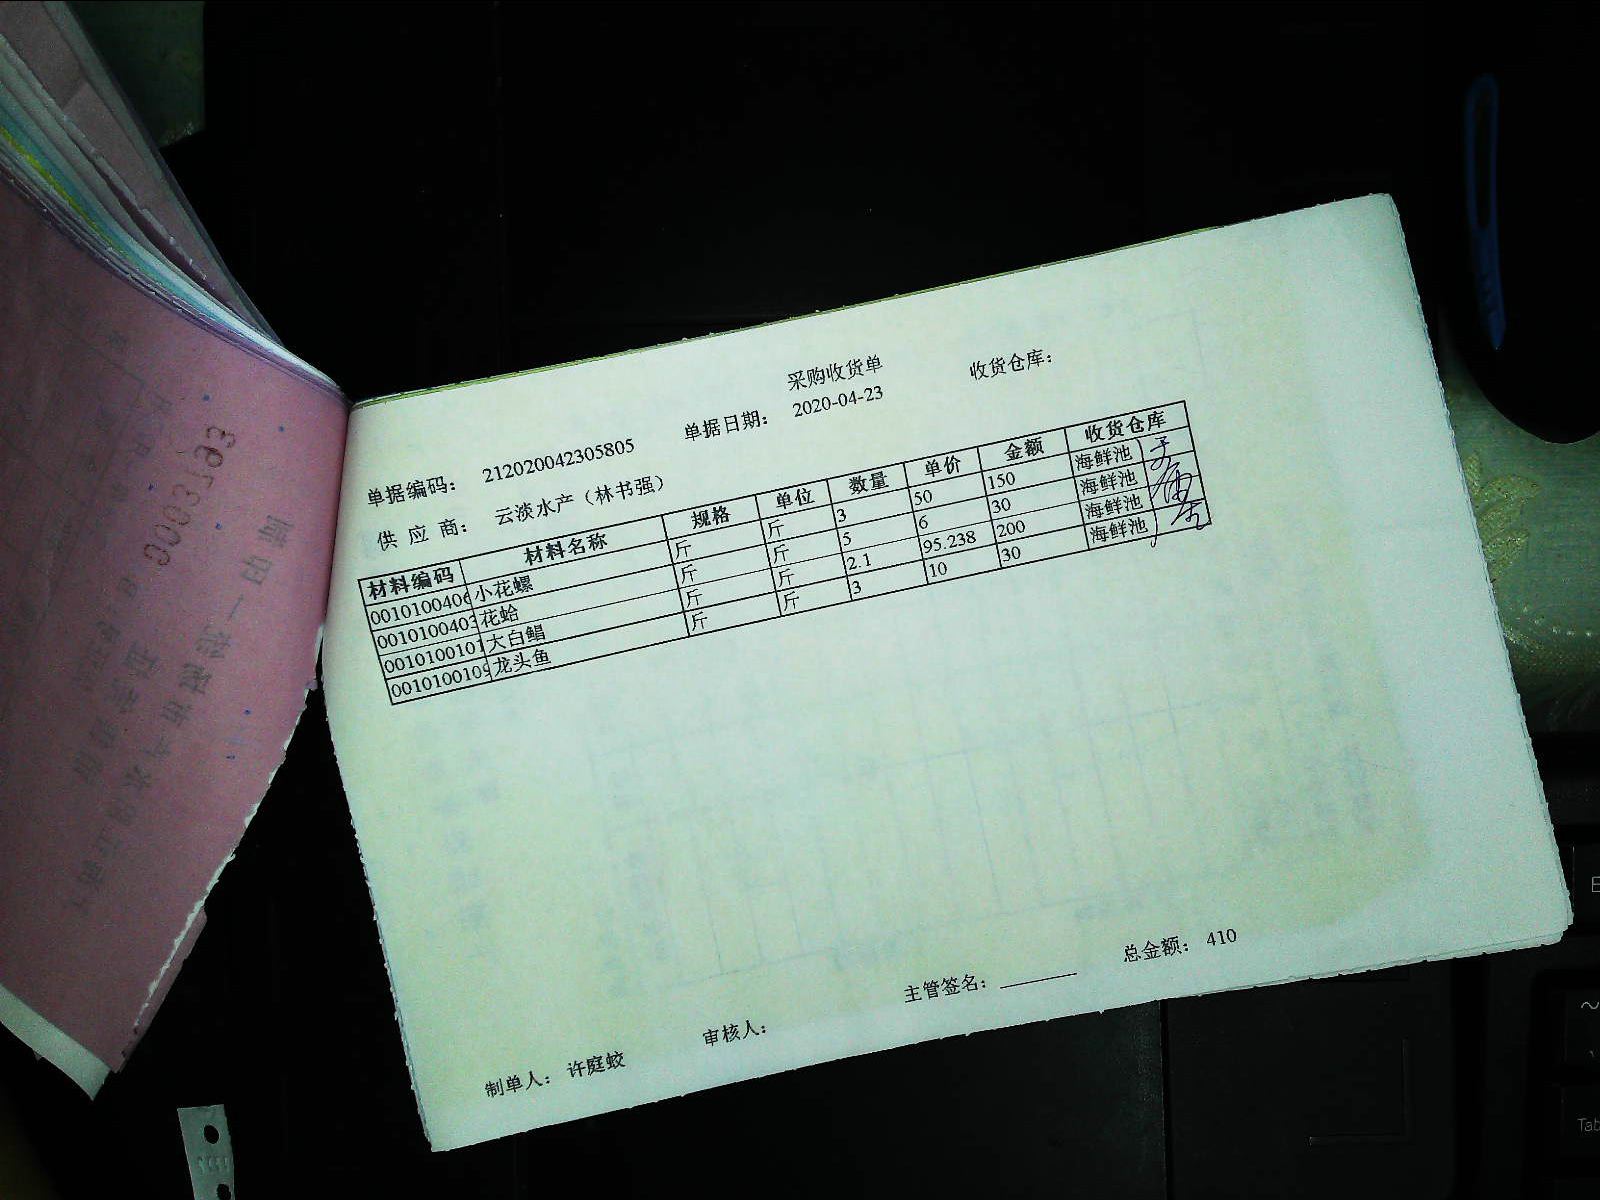 采购收货单
单据编码： 212020042305805 单据日期： 2020-04-23 收货仓库：
供 应 商： 云淡水产（林书强）
材料编码 材料名称 规格 单位 数量 单价 金额 收货仓库
0010100406 小花螺 斤 斤 3 50 150 海鲜池
0010100403 花蛤 斤 斤 5 6 30 海鲜池
0010100101 大白鲳 斤 斤 2.1 95.238 200 海鲜池
0010100109 龙头鱼 斤 斤 3 10 30 海鲜池
制单人： 许庭蛟 审核人： 主管签名： 总金额： 410
0003793
Tab